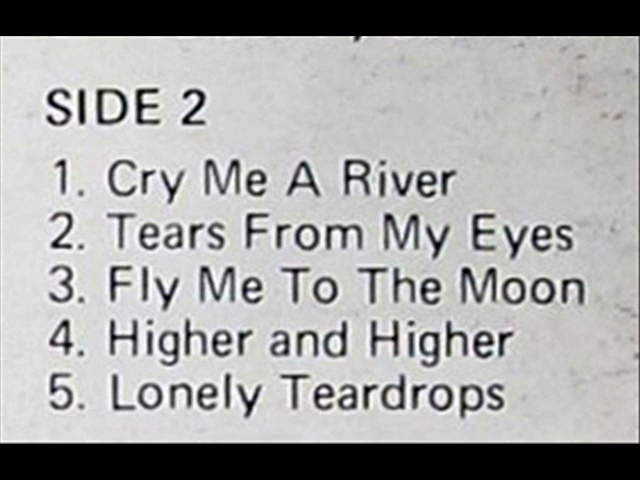 SIDE 2
1. Cry Me A River
2. Tears From My Eyes
3. Fly Me To The Moon
4. Higher and Higher
5. Lonely Teardrops